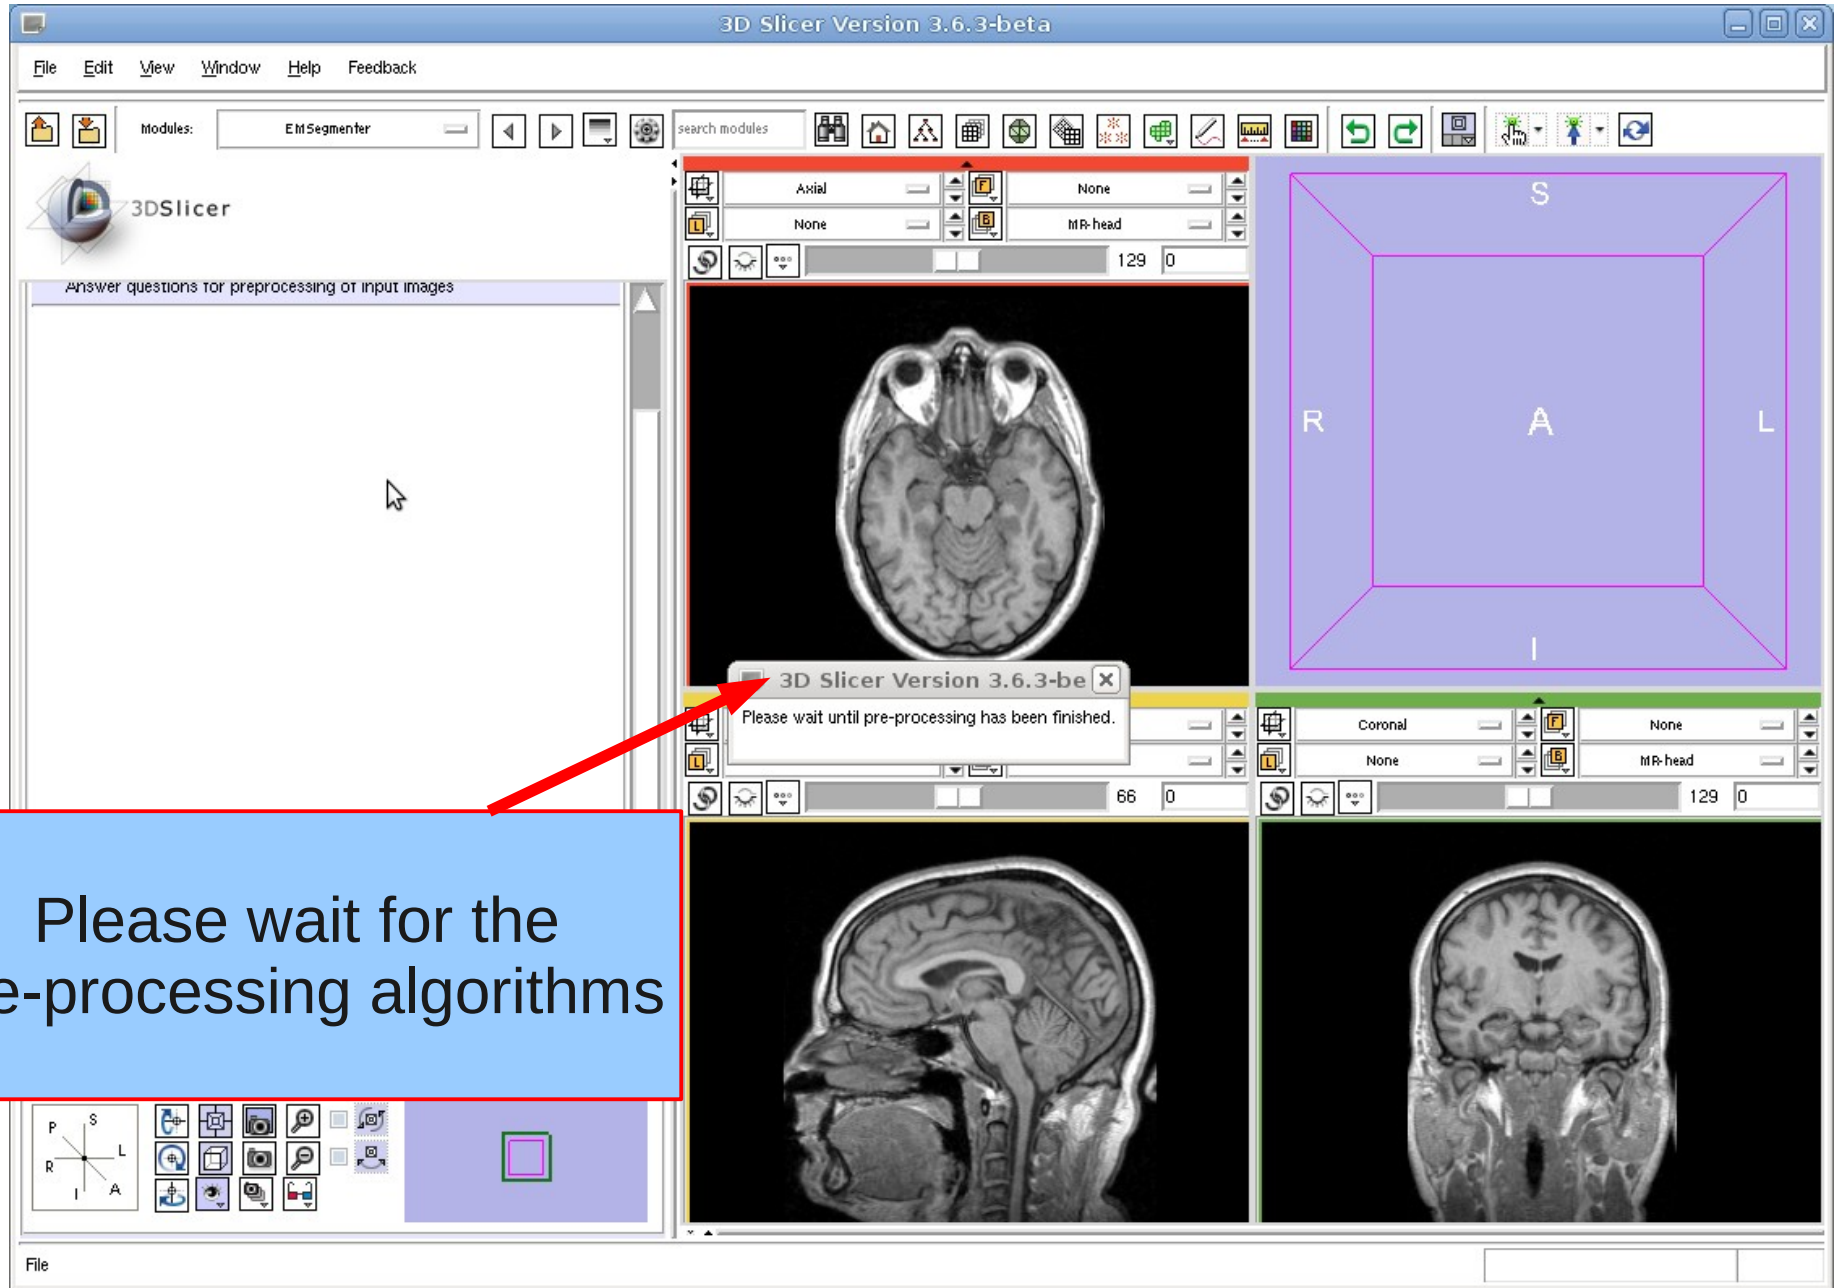 3D Slicer Version 3.6.3-beta
File Edit View Window Help Feedback
Modules: EMSegmenter search modules
3DSlicer
Answer questions for preprocessing of input images
Axial None
None MR-head
129 0
S
R A L
I
3D Slicer Version 3.6.3-be
Please wait until pre-processing has been finished.
66 0
Coronal None
None MR-head
129 0
Please wait for the
e-processing algorithms
P S
R L
I A
File